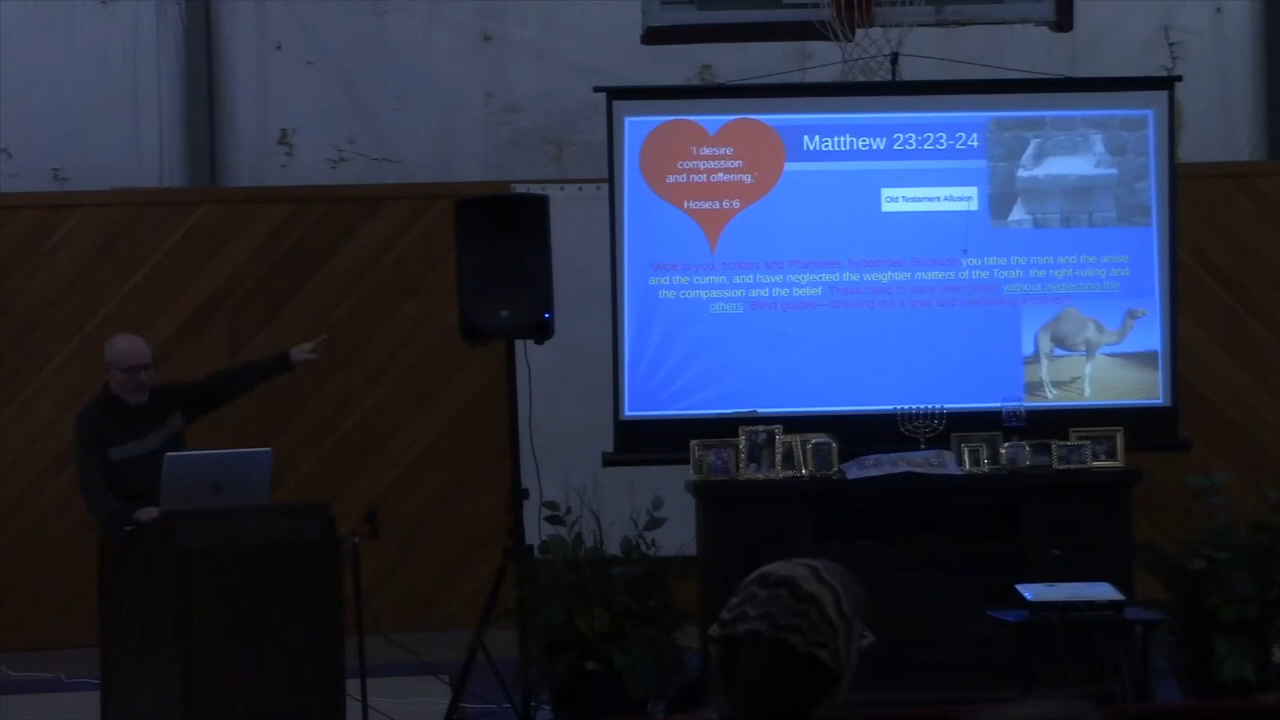 'I desire
compassion
and not offering,'
Hosea 6:6
Matthew 23:23-24
Old Testament Allusion
"Woe to you, scribes and Pharisees, hypocrites! Because you tithe the mint and the anise
and the cumin, and have neglected the weightier matters of the Torah: the right-ruling and
the compassion and the belief. These need to have been done, without neglecting the
others. Blind guides—straining out a gnat and swallowing a camel!"